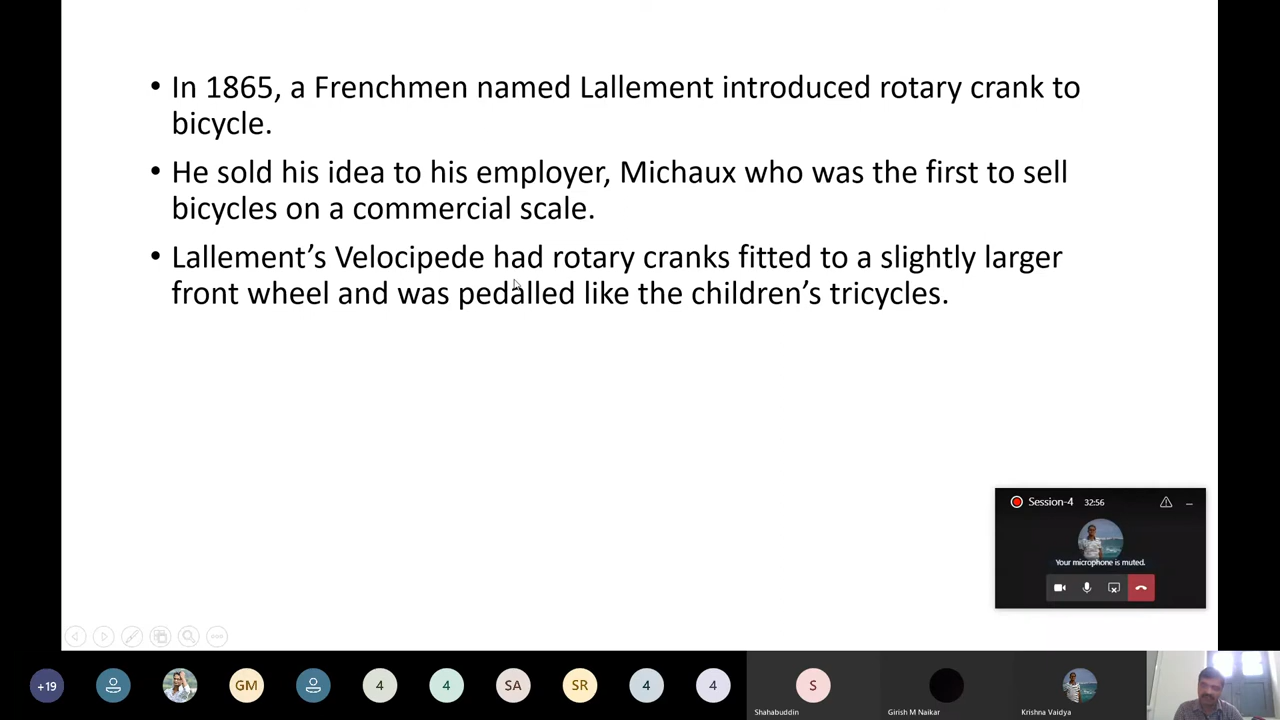 • In 1865, a Frenchmen named Lallement introduced rotary crank to
bicycle.
• He sold his idea to his employer, Michaux who was the first to sell
bicycles on a commercial scale.
• Lallement’s Velocipede had rotary cranks fitted to a slightly larger
front wheel and was pedalled like the children’s tricycles.
Session-4 32:56
Your microphone is muted.
+19 GM 4 4 SA SR 4 4 S
Shahabuddin Girish M Naikar Krishna Vaidya